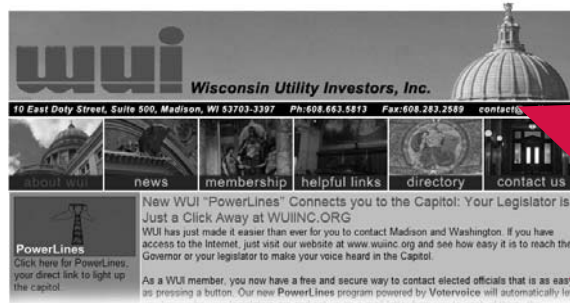 wui
Wisconsin Utility Investors, Inc.
10 East Doty Street, Suite 500, Madison, WI 53703-3397 Ph:608.663.5813 Fax:608.283.2589
about wui news membership helpful links directory contact us
New WUI "PowerLines" Connects you to the Capitol: Your Legislator is
Just a Click Away at WUIINC.ORG
WUI has just made it easier than ever for you to contact Madison and Washington. If you have
access to the Internet, just visit our website at www.wuiinc.org and see how easy it is to reach the
Governor or your legislator to make your voice heard in the Capitol.
As a WUI member, you now have a free and secure way to contact elected officials that is as easy
as pressing a button. Our new PowerLines program powered by Votervoice will automatically
PowerLines
Click here for PowerLines,
your direct link to light up
the capitol